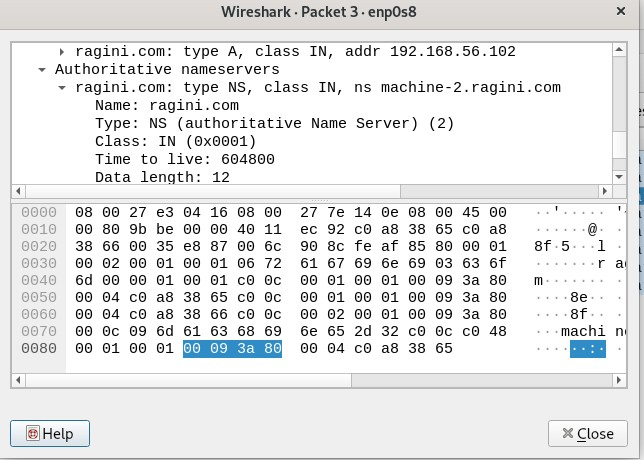 Wireshark · Packet 3 · enp0s8
ragini.com: type A, class IN, addr 192.168.56.102
Authoritative nameservers
ragini.com: type NS, class IN, ns machine-2.ragini.com
Name: ragini.com
Type: NS (authoritative Name Server) (2)
Class: IN (0x0001)
Time to live: 604800
Data length: 12
0000 08 00 27 e3 04 16 08 00 27 7e 14 0e 08 00 45 00 ··'·····'~
0010 00 80 9b be 00 00 40 11 ec 92 c0 a8 38 65 c0 a8 ······@·
0020 38 66 00 35 e8 87 00 6c 90 8c fe af 85 80 00 01 8f·5···l
0030 00 02 00 01 00 01 06 72 61 67 69 6e 69 03 63 6f ·······r ag
0040 6d 00 00 01 00 01 c0 0c 00 01 00 01 00 09 3a 80 m·······
0050 00 04 c0 a8 38 65 c0 0c 00 01 00 01 00 09 3a 80 ····8e··
0060 00 04 c0 a8 38 66 c0 0c 00 02 00 01 00 09 3a 80 ····8f··
0070 00 0c 09 6d 61 63 68 69 6e 65 2d 32 c0 0c c0 48 ···machi ne
0080 00 01 00 01 00 09 3a 80 00 04 c0 a8 38 65 ······:·
Help
Close